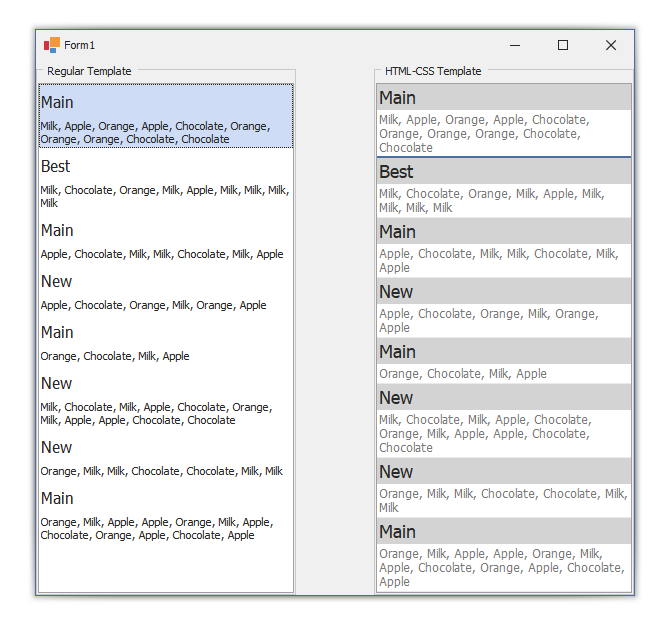 Form1
Regular Template
Main
Milk, Apple, Orange, Apple, Chocolate, Orange,
Orange, Orange, Chocolate, Chocolate
Best
Milk, Chocolate, Orange, Milk, Apple, Milk, Milk, Milk,
Milk
Main
Apple, Chocolate, Milk, Milk, Chocolate, Milk, Apple
New
Apple, Chocolate, Orange, Milk, Orange, Apple
Main
Orange, Chocolate, Milk, Apple
New
Milk, Chocolate, Milk, Apple, Chocolate, Orange,
Milk, Apple, Apple, Chocolate, Chocolate
New
Orange, Milk, Milk, Chocolate, Chocolate, Milk, Milk
Main
Orange, Milk, Apple, Apple, Orange, Milk, Apple,
Chocolate, Orange, Apple, Chocolate, Apple
HTML-CSS Template
Main
Milk, Apple, Orange, Apple, Chocolate,
Orange, Orange, Orange, Chocolate,
Chocolate
Best
Milk, Chocolate, Orange, Milk, Apple, Milk,
Milk, Milk, Milk
Main
Apple, Chocolate, Milk, Milk, Chocolate, Milk,
Apple
New
Apple, Chocolate, Orange, Milk, Orange,
Apple
Main
Orange, Chocolate, Milk, Apple
New
Milk, Chocolate, Milk, Apple, Chocolate,
Orange, Milk, Apple, Apple, Chocolate,
Chocolate
New
Orange, Milk, Milk, Chocolate, Chocolate, Milk,
Milk
Main
Orange, Milk, Apple, Apple, Orange, Milk,
Apple, Chocolate, Orange, Apple, Chocolate,
Apple